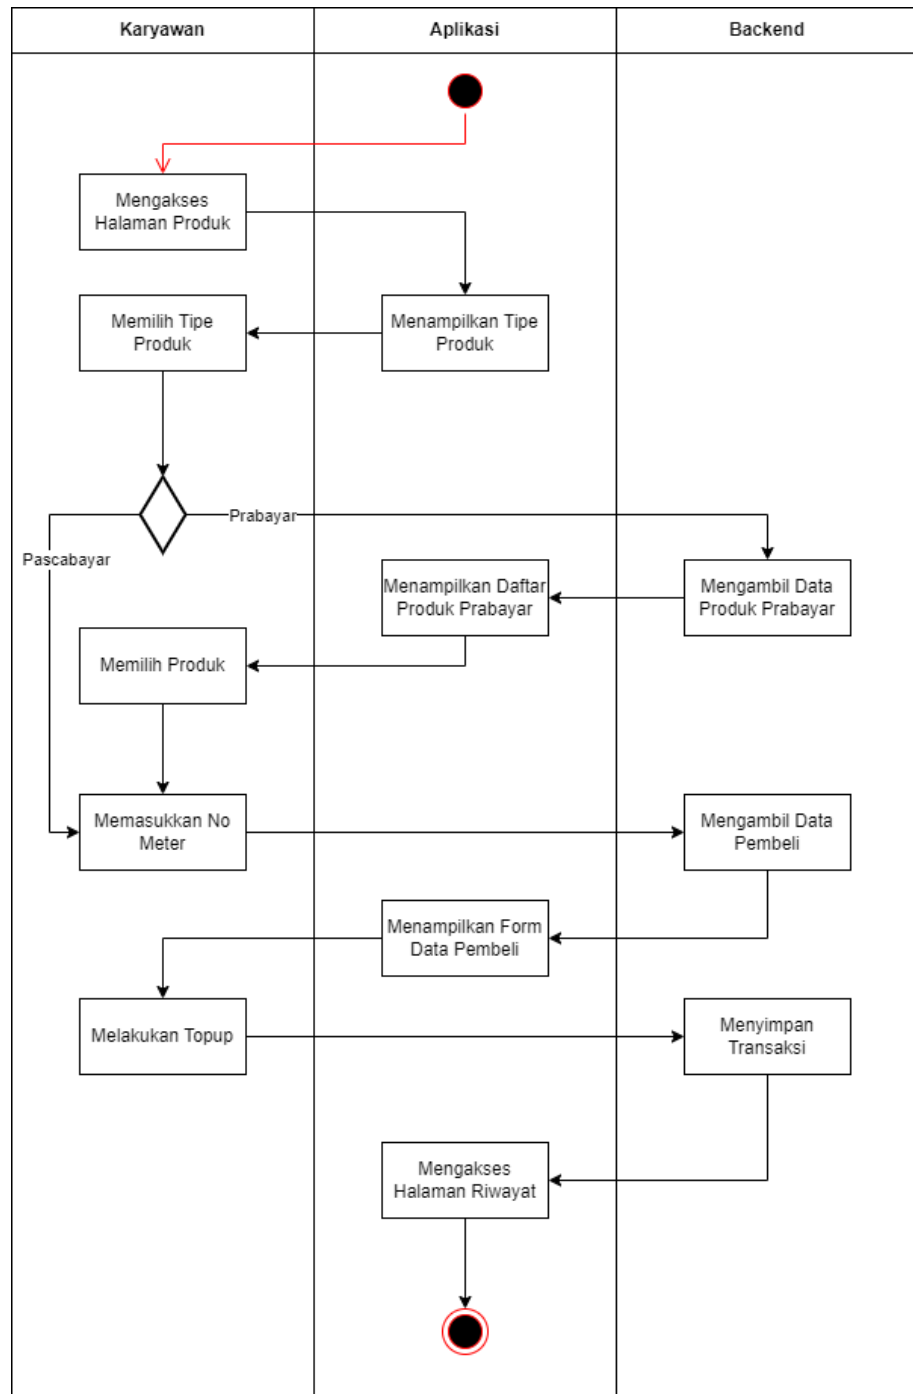 Karyawan
Aplikasi
Backend
Mengakses
Halaman Produk
Memilih Tipe
Produk
Menampilkan Tipe
Produk
Prabayar
Pascabayar
Menampilkan Daftar
Produk Prabayar
Mengambil Data
Produk Prabayar
Memilih Produk
Memasukkan No
Meter
Mengambil Data
Pembeli
Menampilkan Form
Data Pembeli
Melakukan Topup
Menyimpan
Transaksi
Mengakses
Halaman Riwayat